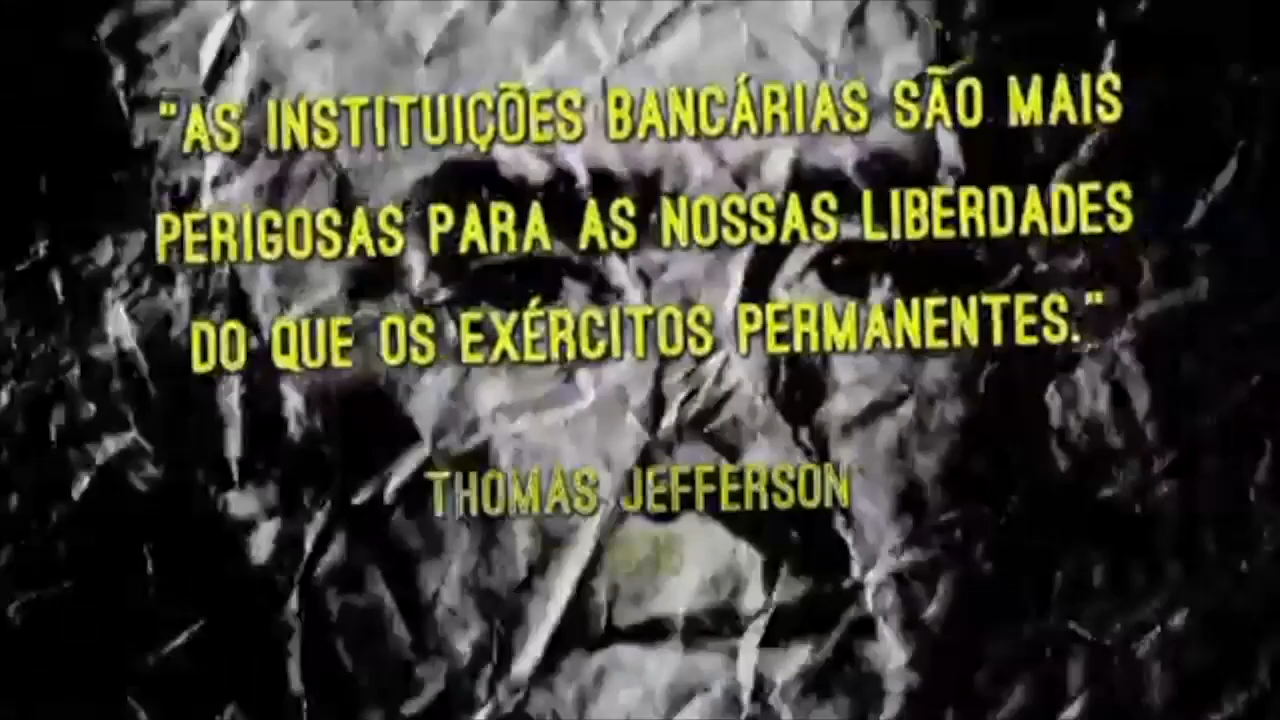 "AS INSTITUIÇÕES BANCÁRIAS SÃO MAIS
PERIGOSAS PARA AS NOSSAS LIBERDADES
DO QUE OS EXÉRCITOS PERMANENTES."
THOMAS JEFFERSON